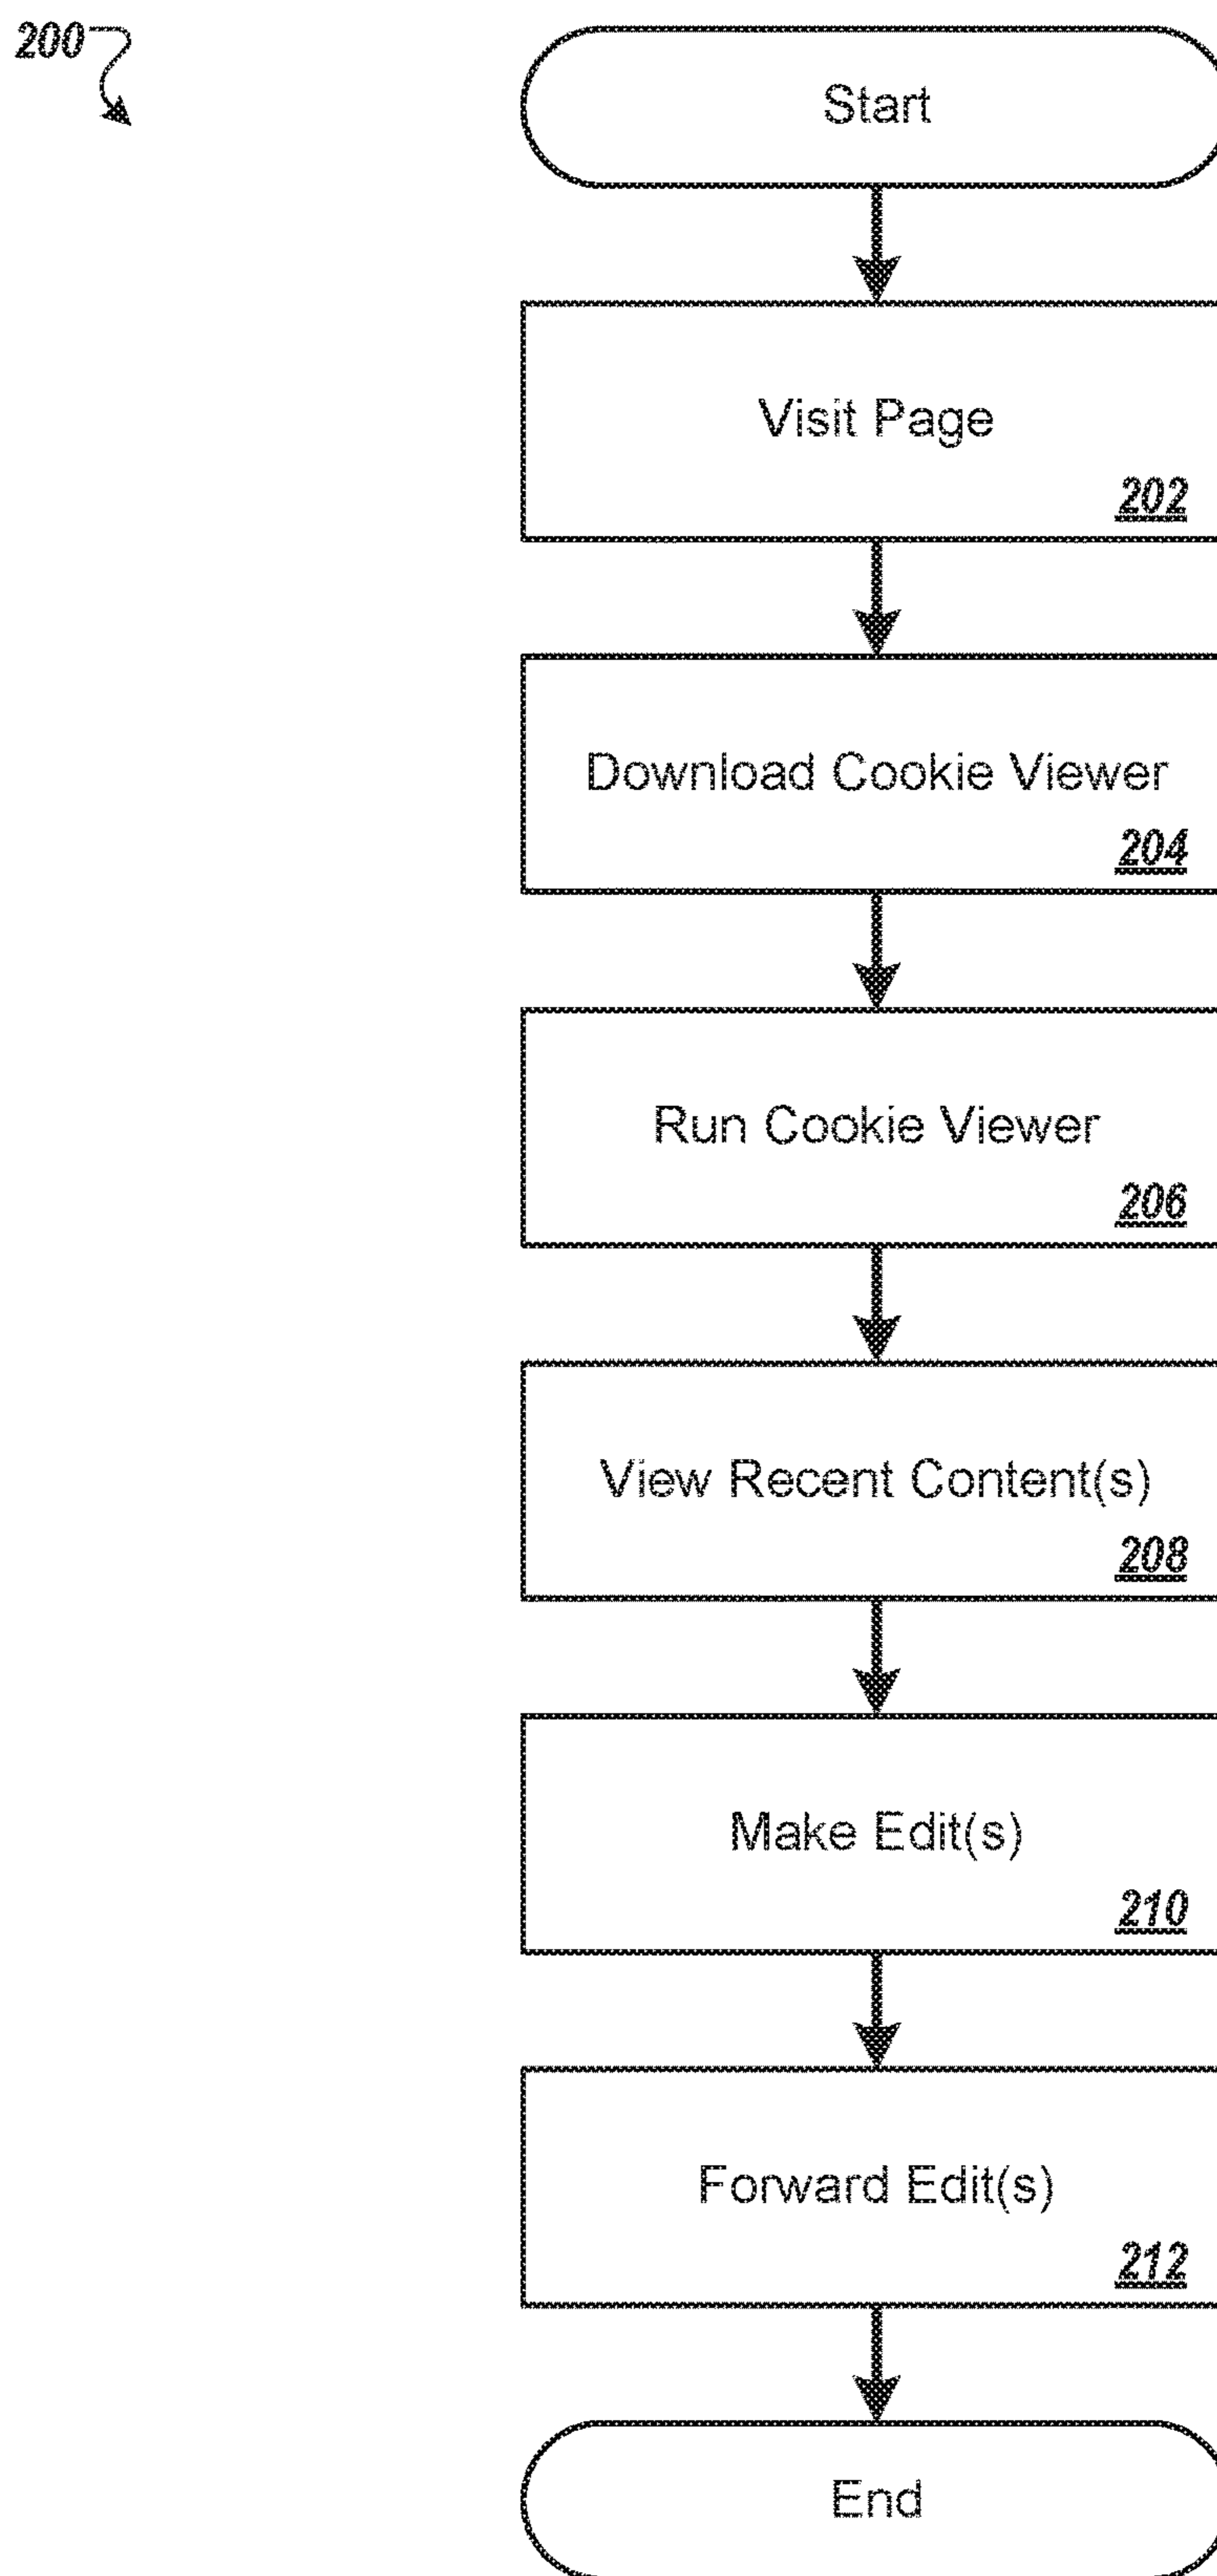 200
Start
Visit Page
202
Download Cookie Viewer
204
Run Cookie Viewer
206
View Recent Content(s)
208
Make Edit(s)
210
Forward Edit(s)
212
End